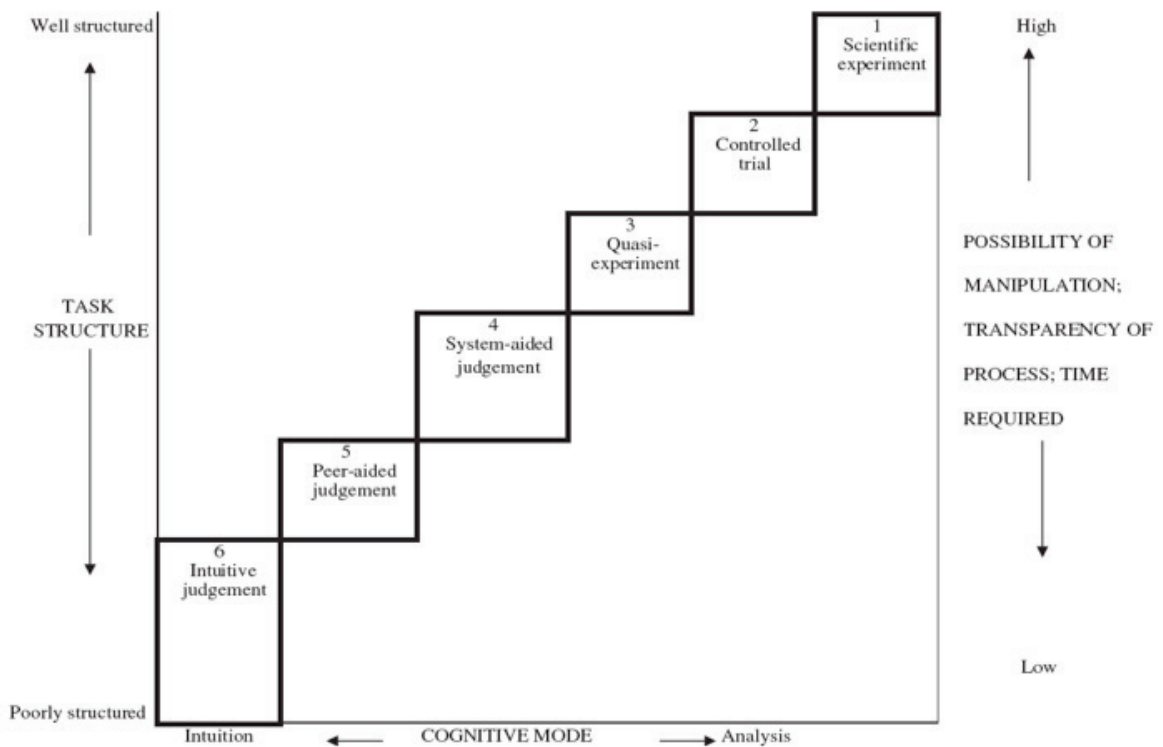 Well structured
1
Scientific
experiment
High
2
Controlled
trial
3
Quasi-
experiment
POSSIBILITY OF
MANIPULATION;
TRANSPARENCY OF
PROCESS; TIME
REQUIRED
TASK
STRUCTURE
4
System-aided
judgement
5
Peer-aided
judgement
6
Intuitive
judgement
Low
Poorly structured
Intuition
COGNITIVE MODE
Analysis